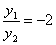 y₁/y₂ = −2